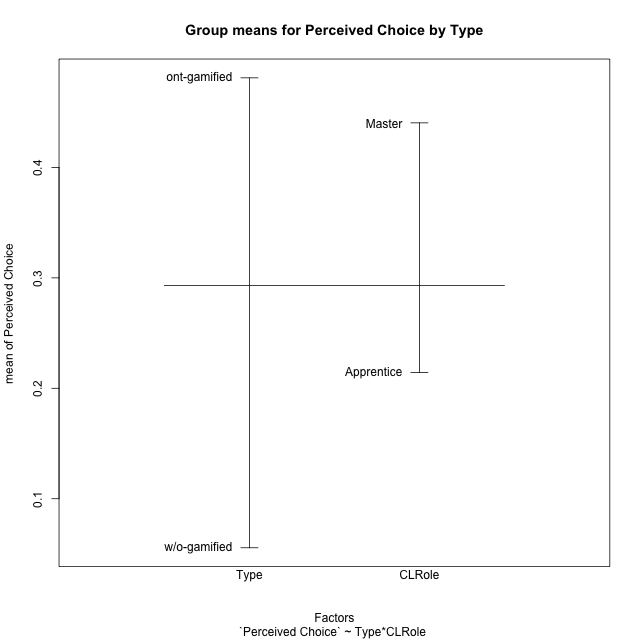 Group means for Perceived Choice by Type
mean of Perceived Choice
0.4
0.3
0.2
0.1
ont-gamified
w/o-gamified
Master
Apprentice
Type
CLRole
Factors
`Perceived Choice` ~ Type*CLRole